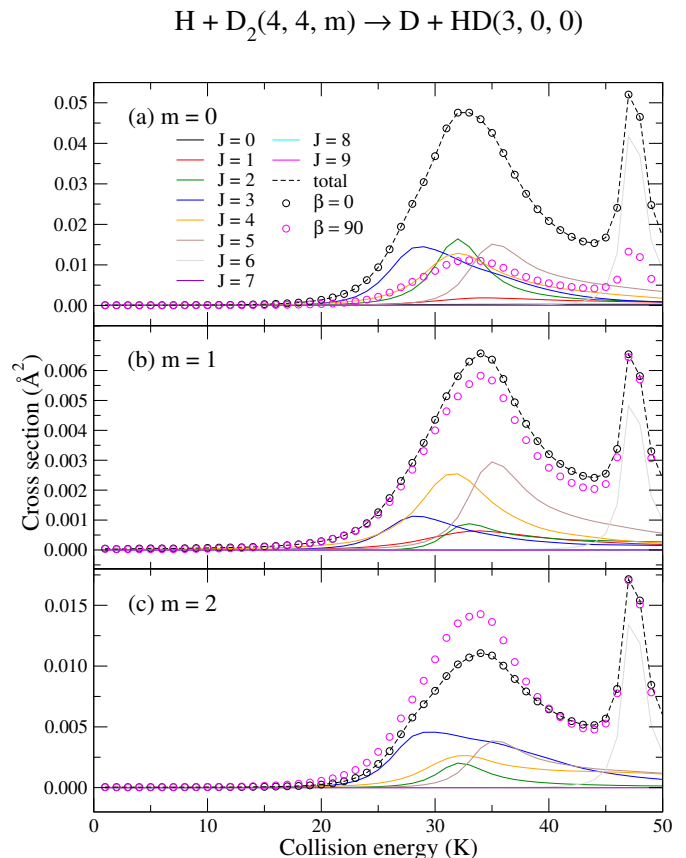 H + D₂(4, 4, m) → D + HD(3, 0, 0)
(a) m = 0
J = 0
J = 1
J = 2
J = 3
J = 4
J = 5
J = 6
J = 7
J = 8
J = 9
total
β = 0
β = 90
0.05
0.04
0.03
0.02
0.01
0.00
(b) m = 1
0.006
0.005
0.004
0.003
0.002
0.001
0.000
Cross section (Å²)
(c) m = 2
0.015
0.010
0.005
0.000
0 10 20 30 40 50
Collision energy (K)